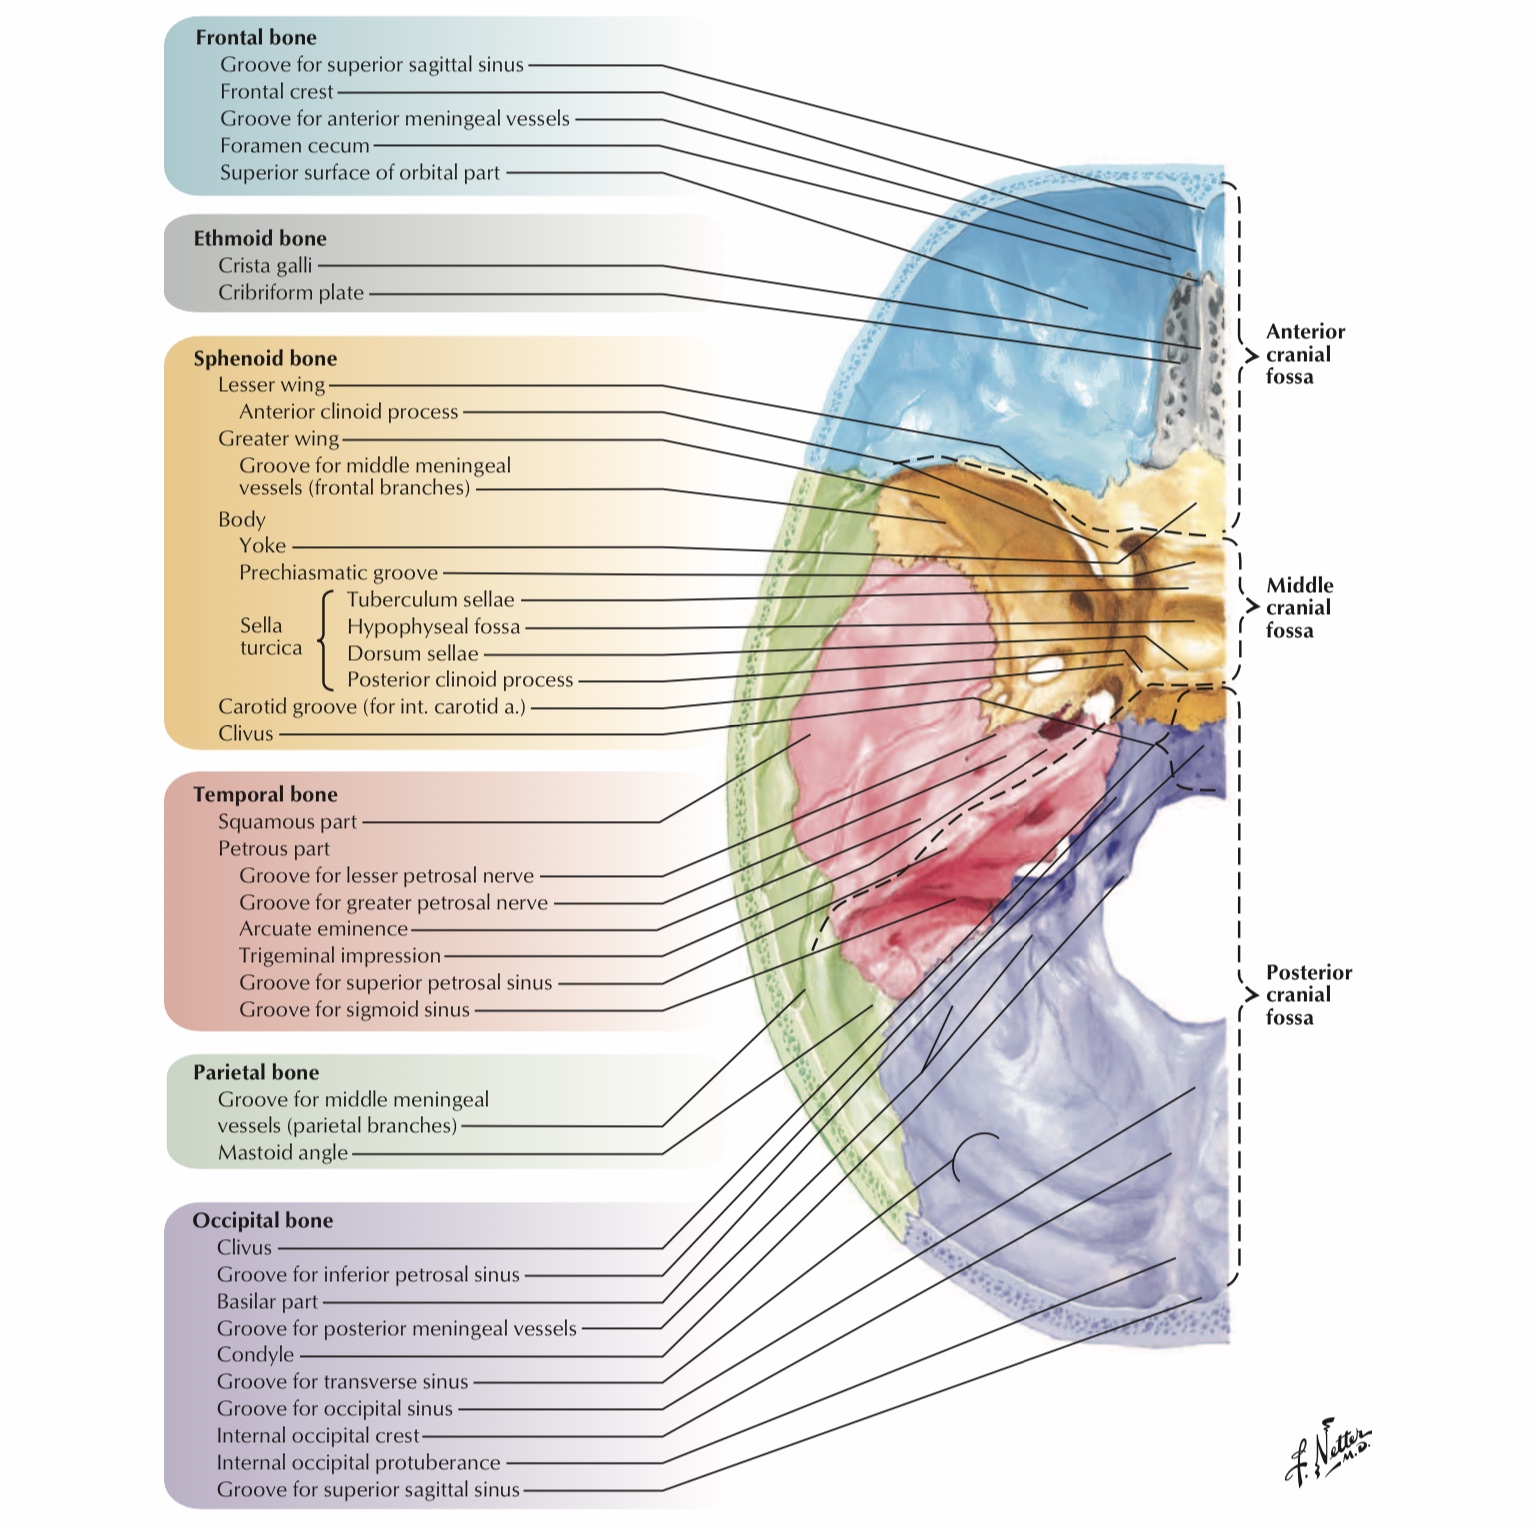 Frontal bone
Groove for superior sagittal sinus
Frontal crest
Groove for anterior meningeal vessels
Foramen cecum
Superior surface of orbital part
Ethmoid bone
Crista galli
Cribriform plate
Sphenoid bone
Lesser wing
Anterior clinoid process
Greater wing
Groove for middle meningeal
vessels (frontal branches)
Body
Yoke
Prechiasmatic groove
Sella
turcica
Tuberculum sellae
Hypophyseal fossa
Dorsum sellae
Posterior clinoid process
Carotid groove (for int. carotid a.)
Clivus
Temporal bone
Squamous part
Petrous part
Groove for lesser petrosal nerve
Groove for greater petrosal nerve
Arcuate eminence
Trigeminal impression
Groove for superior petrosal sinus
Groove for sigmoid sinus
Parietal bone
Groove for middle meningeal
vessels (parietal branches)
Mastoid angle
Occipital bone
Clivus
Groove for inferior petrosal sinus
Basilar part
Groove for posterior meningeal vessels
Condyle
Groove for transverse sinus
Groove for occipital sinus
Internal occipital crest
Internal occipital protuberance
Groove for superior sagittal sinus
Anterior
cranial
fossa
Middle
cranial
fossa
Posterior
cranial
fossa
F. Netter
M.D.